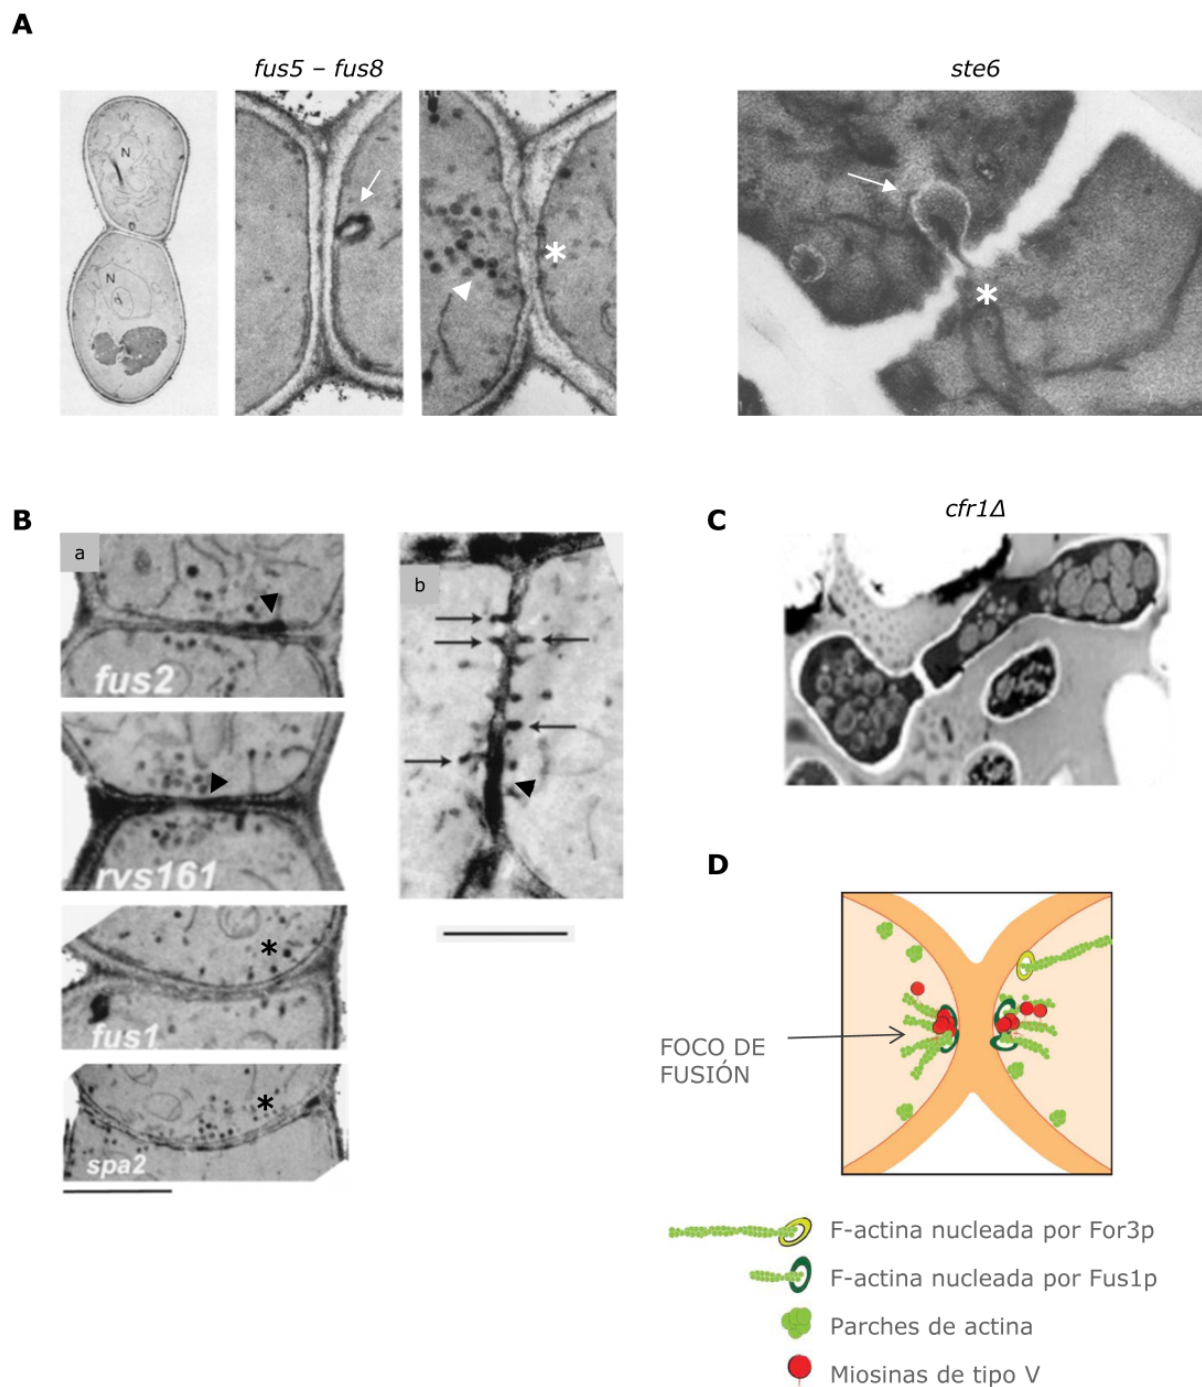 A
fus5 – fus8
ste6
N
N
*
*
B
a
fus2
rvs161
*
fus1
*
spa2
b
C
cfr1Δ
D
FOCO DE
FUSIÓN
F-actina nucleada por For3p
F-actina nucleada por Fus1p
Parches de actina
Miosinas de tipo V